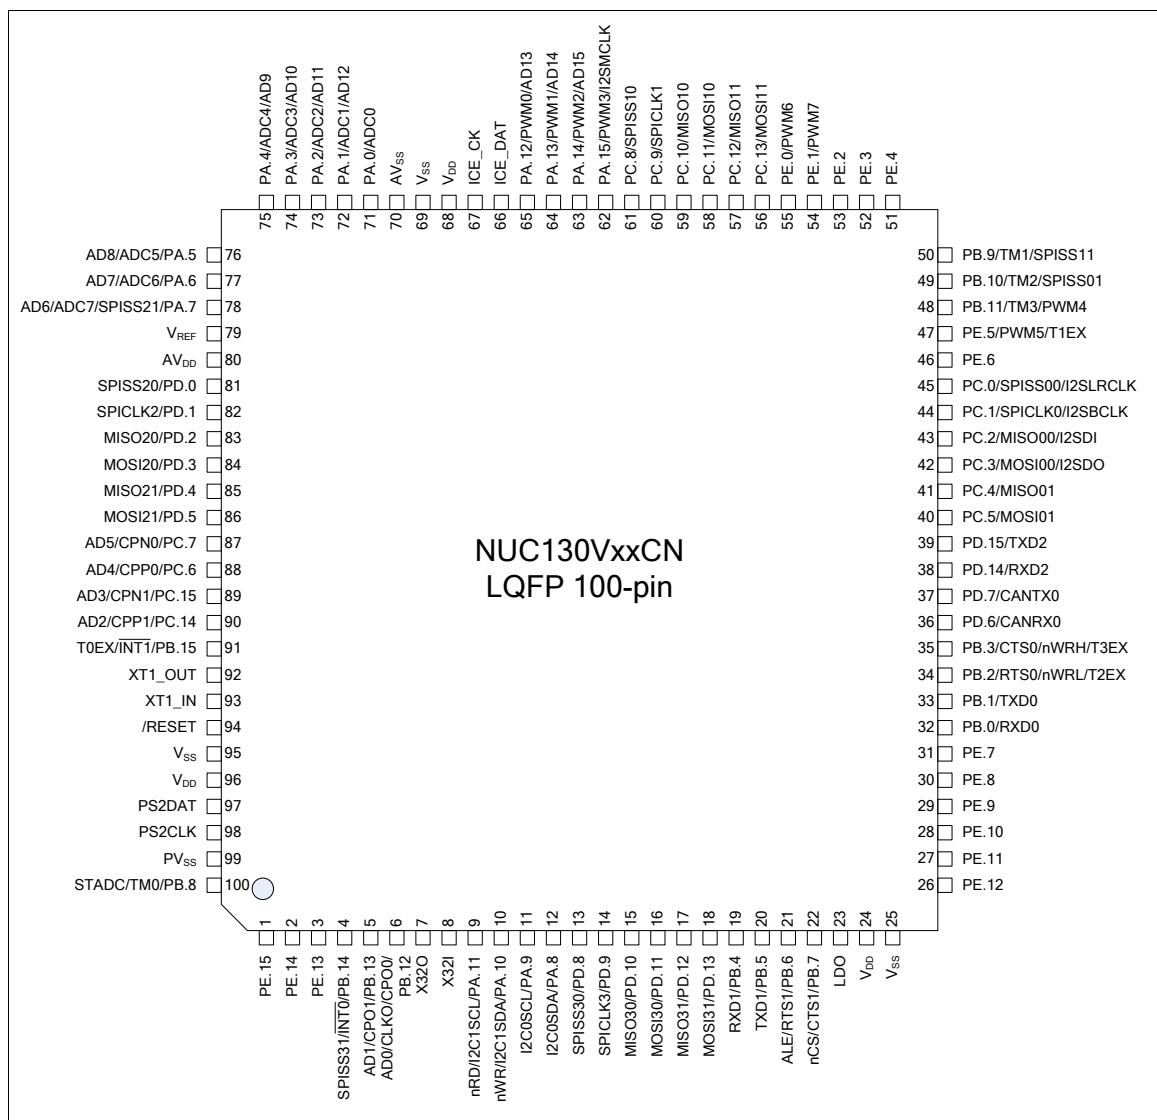 PA.4/ADC4/AD9
PA.3/ADC3/AD10
PA.2/ADC2/AD11
PA.1/ADC1/AD12
PA.0/ADC0
AVSS
VSS
VDD
ICE_CK
ICE_DAT
PA.12/PWM0/AD13
PA.13/PWM1/AD14
PA.14/PWM2/AD15
PA.15/PWM3/I2SMCLK
PC.8/SPISS10
PC.9/SPICLK1
PC.10/MISO10
PC.11/MOSI10
PC.12/MISO11
PC.13/MOSI11
PE.0/PWM6
PE.1/PWM7
PE.2
PE.3
PE.4
75 74 73 72 71 70 69 68 67 66 65 64 63 62 61 60 59 58 57 56 55 54 53 52 51
AD8/ADC5/PA.5 76
AD7/ADC6/PA.6 77
AD6/ADC7/SPISS21/PA.7 78
VREF 79
AVDD 80
SPISS20/PD.0 81
SPICLK2/PD.1 82
MISO20/PD.2 83
MOSI20/PD.3 84
MISO21/PD.4 85
MOSI21/PD.5 86
AD5/CPN0/PC.7 87
AD4/CPP0/PC.6 88
AD3/CPN1/PC.15 89
AD2/CPP1/PC.14 90
T0EX/INT1/PB.15 91
XT1_OUT 92
XT1_IN 93
/RESET 94
VSS 95
VDD 96
PS2DAT 97
PS2CLK 98
PVSS 99
STADC/TM0/PB.8 100
NUC130VxxCN
LQFP 100-pin
50 PB.9/TM1/SPISS11
49 PB.10/TM2/SPISS01
48 PB.11/TM3/PWM4
47 PE.5/PWM5/T1EX
46 PE.6
45 PC.0/SPISS00/I2SLRCLK
44 PC.1/SPICLK0/I2SBCLK
43 PC.2/MISO00/I2SDI
42 PC.3/MOSI00/I2SDO
41 PC.4/MISO01
40 PC.5/MOSI01
39 PD.15/TXD2
38 PD.14/RXD2
37 PD.7/CANTX0
36 PD.6/CANRX0
35 PB.3/CTS0/nWRH/T3EX
34 PB.2/RTS0/nWRL/T2EX
33 PB.1/TXD0
32 PB.0/RXD0
31 PE.7
30 PE.8
29 PE.9
28 PE.10
27 PE.11
26 PE.12
1 2 3 4 5 6 7 8 9 10 11 12 13 14 15 16 17 18 19 20 21 22 23 24 25
PE.15
PE.14
PE.13
SPISS31/INT0/PB.14
AD1/CPO1/PB.13
AD0/CLKO/CPO0/
PB.12
X32O
X32I
nRD/I2C1SCL/PA.11
nWR/I2C1SDA/PA.10
I2C0SCL/PA.9
I2C0SDA/PA.8
SPISS30/PD.8
SPICLK3/PD.9
MISO30/PD.10
MOSI30/PD.11
MISO31/PD.12
MOSI31/PD.13
RXD1/PB.4
TXD1/PB.5
ALE/RTS1/PB.6
nCS/CTS1/PB.7
LDO
VDD
VSS